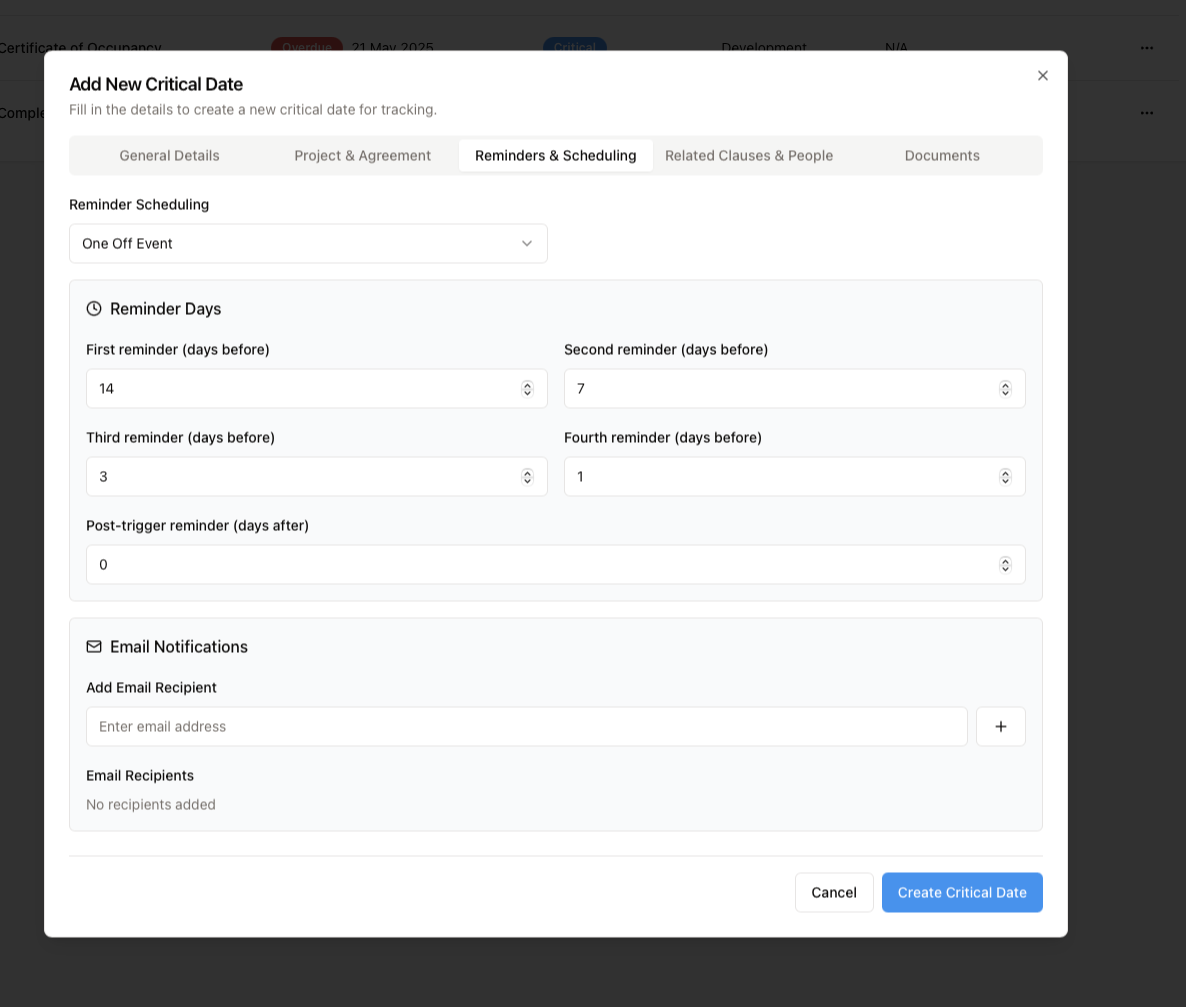 Certificate of Occupancy Overdue 21 May 2025 Critical Development N/A
Add New Critical Date
Fill in the details to create a new critical date for tracking.
Comple
General Details Project & Agreement Reminders & Scheduling Related Clauses & People Documents
Reminder Scheduling
One Off Event
Reminder Days
First reminder (days before) Second reminder (days before)
14 7
Third reminder (days before) Fourth reminder (days before)
3 1
Post-trigger reminder (days after)
0
Email Notifications
Add Email Recipient
Enter email address +
Email Recipients
No recipients added
Cancel Create Critical Date